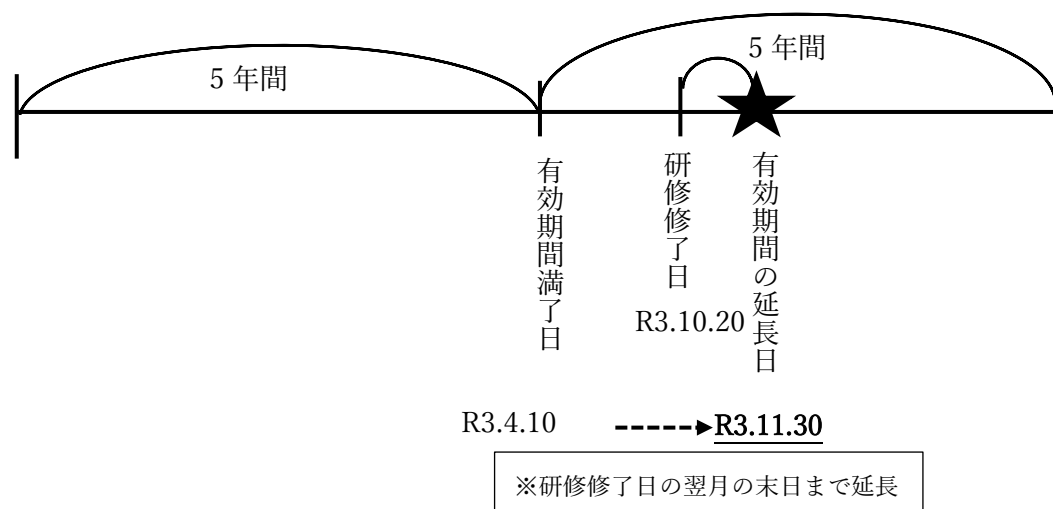 5 年間
5 年間
有効期間満了日
研修修了日
有効期間の延長日
R3.10.20
R3.4.10
R3.11.30
※研修修了日の翌月の末日まで延長